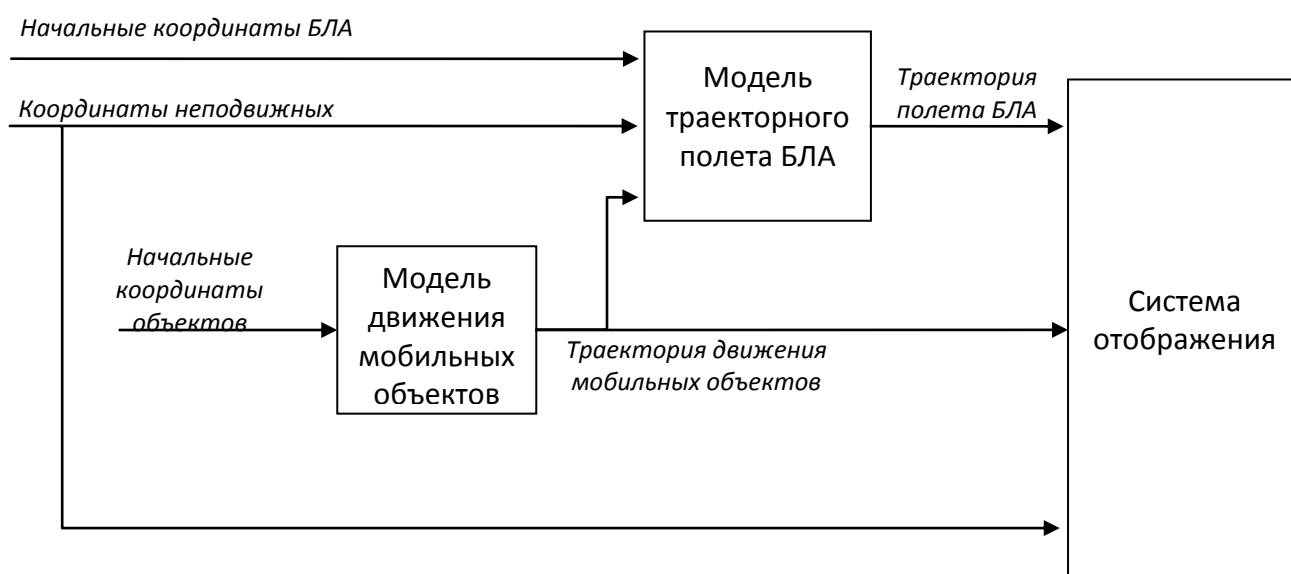 Начальные координаты БЛА
Координаты неподвижных
Модель
траекторного
полета БЛА
Траектория
полета БЛА
Начальные
координаты
объектов
Модель
движения
мобильных
объектов
Траектория движения
мобильных объектов
Система
отображения